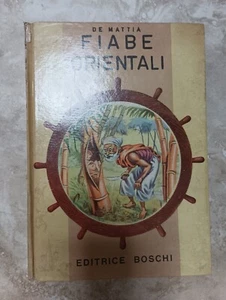 DE MATTIA
FIABE
ORIENTALI
EDITRICE BOSCHI